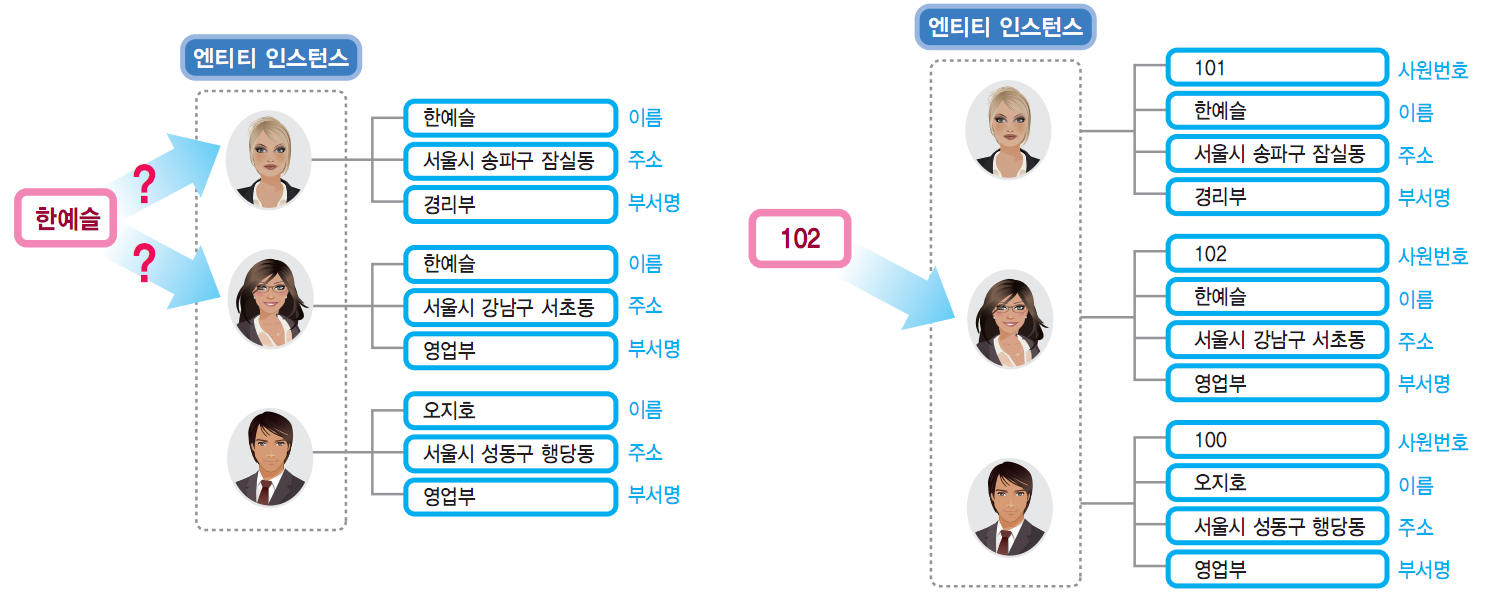 엔티티 인스턴스
한예슬
?
?
한예슬 이름
서울시 송파구 잠실동 주소
경리부 부서명
한예슬 이름
서울시 강남구 서초동 주소
영업부 부서명
오지호 이름
서울시 성동구 행당동 주소
영업부 부서명
엔티티 인스턴스
102
101 사원번호
한예슬 이름
서울시 송파구 잠실동 주소
경리부 부서명
102 사원번호
한예슬 이름
서울시 강남구 서초동 주소
영업부 부서명
100 사원번호
오지호 이름
서울시 성동구 행당동 주소
영업부 부서명